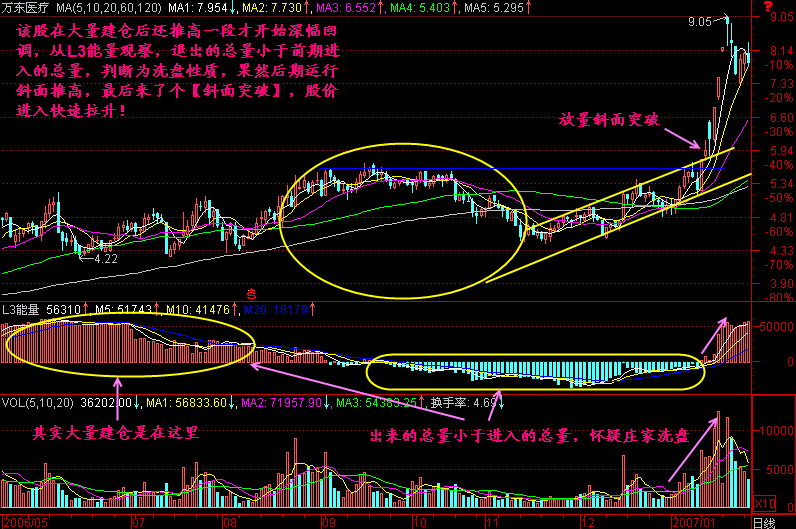 万东医疗 MA(5,10,20,60,120) MA1: 7.954↓ MA2: 7.730↑ MA3: 6.552↑ MA4: 5.403↑ MA5: 5.295↑
?
9.05
9.05
该股在大量建仓后还推高一段才开始深幅回
调，从L3能量观察，退出的总量小于前期进
入的总量，判断为洗盘性质，果然后期运行
斜面推高，最后来了个【斜面突破】，股价
进入快速拉升！
8.14
-10%
7.33
-20%
6.60
-30%
放量斜面突破
5.94
-40%
5.34
-50%
4.81
-60%
4.33
-70%
3.90
-80%
4.22
S
L3能量 56310↑ M5: 51743↑ M10: 41476↑ M20: 18179↑
50000
0
VOL(5,10,20) 36202.00↓ MA1: 56833.60↓ MA2: 71957.90↓ MA3: 54383.25↑ 换手率: 4.69↓
其实大量建仓是在这里
出来的总量小于进入的总量，怀疑庄家洗盘
10000
5000
X10
0
2006/05 07 08 09 10 11 12 2007/01 日线